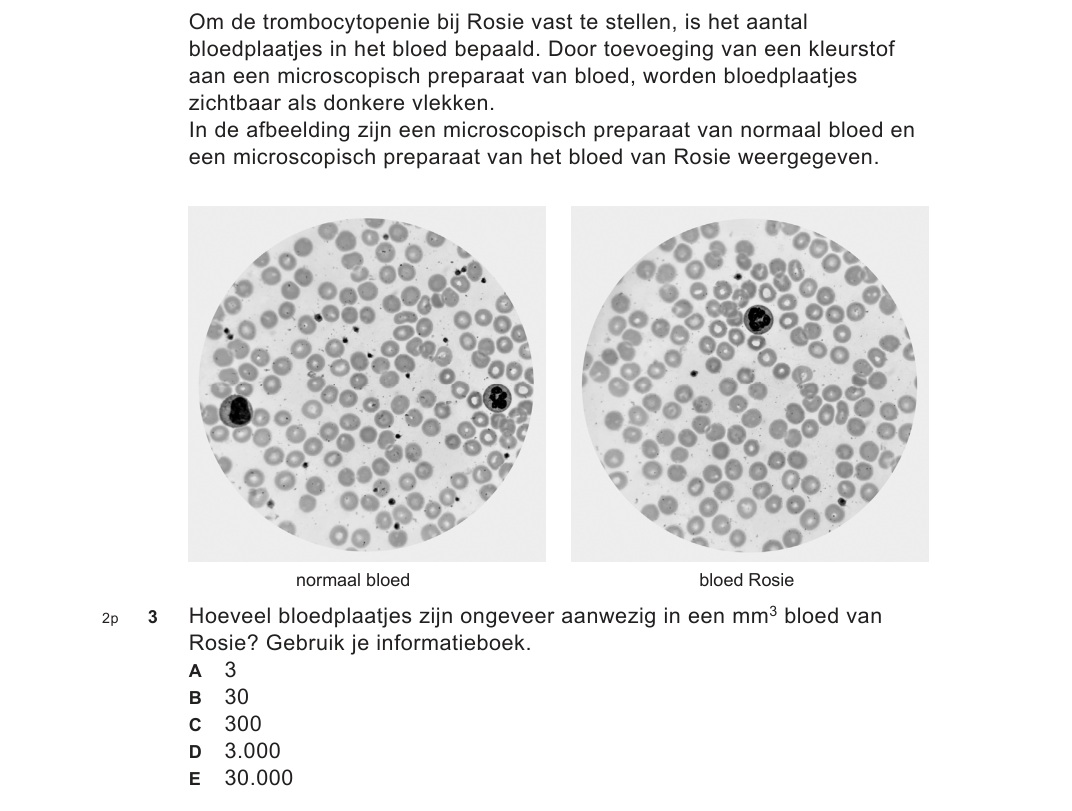 Om de trombocytopenie bij Rosie vast te stellen, is het aantal
bloedplaatjes in het bloed bepaald. Door toevoeging van een kleurstof
aan een microscopisch preparaat van bloed, worden bloedplaatjes
zichtbaar als donkere vlekken.
In de afbeelding zijn een microscopisch preparaat van normaal bloed en
een microscopisch preparaat van het bloed van Rosie weergegeven.
normaal bloed
bloed Rosie
2p 3 Hoeveel bloedplaatjes zijn ongeveer aanwezig in een mm³ bloed van
Rosie? Gebruik je informatieboek.
A 3
B 30
C 300
D 3.000
E 30.000